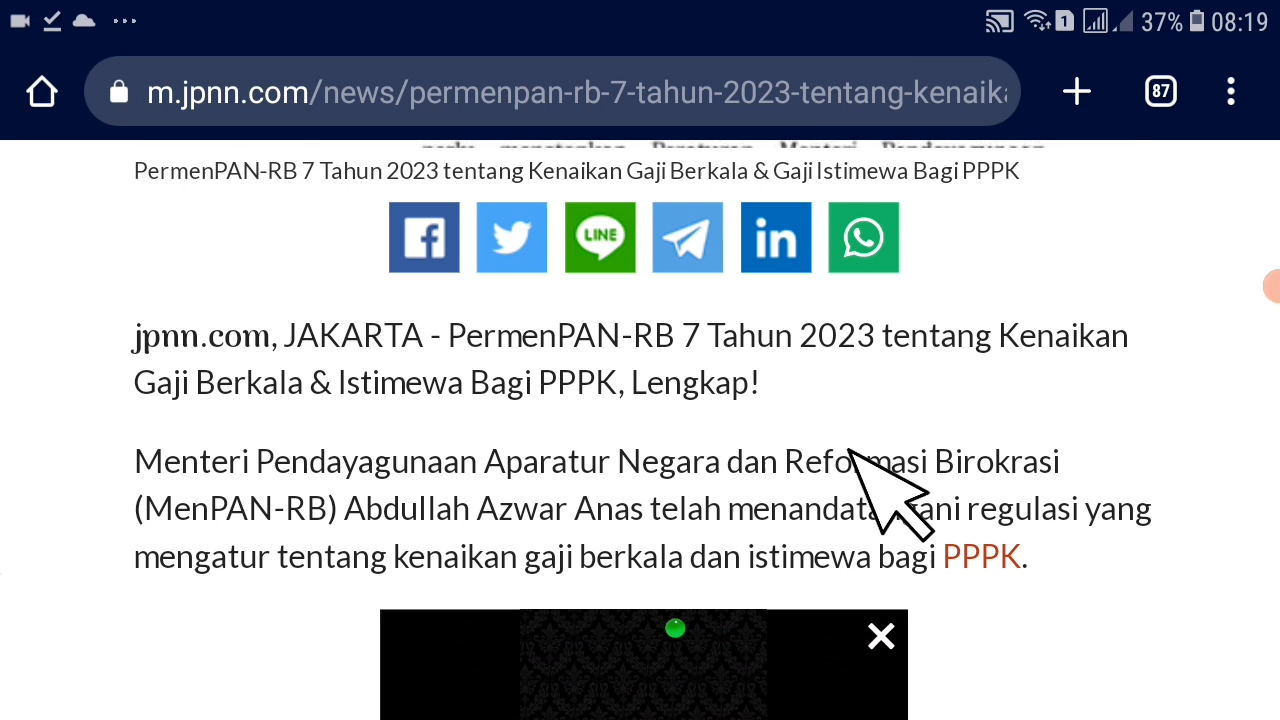 37% 08:19
m.jpnn.com/news/permenpan-rb-7-tahun-2023-tentang-kenaika
87
1
PermenPAN-RB 7 Tahun 2023 tentang Kenaikan Gaji Berkala & Gaji Istimewa Bagi PPPK
LINE
in
jpnn.com, JAKARTA - PermenPAN-RB 7 Tahun 2023 tentang Kenaikan
Gaji Berkala & Istimewa Bagi PPPK, Lengkap!
Menteri Pendayagunaan Aparatur Negara dan Reformasi Birokrasi
(MenPAN-RB) Abdullah Azwar Anas telah menandatangani regulasi yang
mengatur tentang kenaikan gaji berkala dan istimewa bagi PPPK.